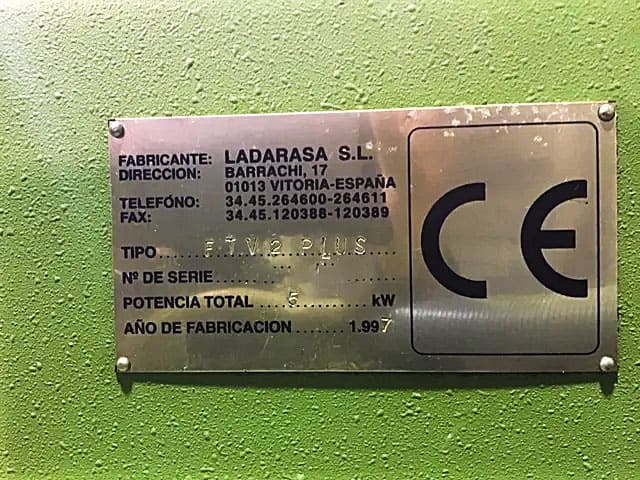 FABRICANTE: LADARASA S.L.
DIRECCION: BARRACHI, 17
01013 VITORIA-ESPAÑA
TELEFÓNO: 34.45.264600-264611
FAX: 34.45.120388-120389
TIPO......FTV2 PLUS......
Nº DE SERIE......
POTENCIA TOTAL ...5...... kW
AÑO DE FABRICACION ....... 1.997
CE